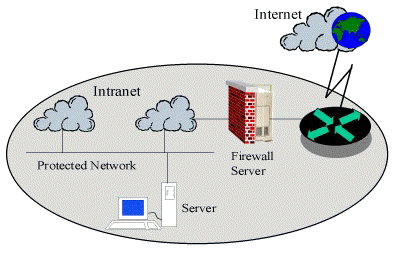 Internet
Intranet
Protected Network
Firewall
Server
Server